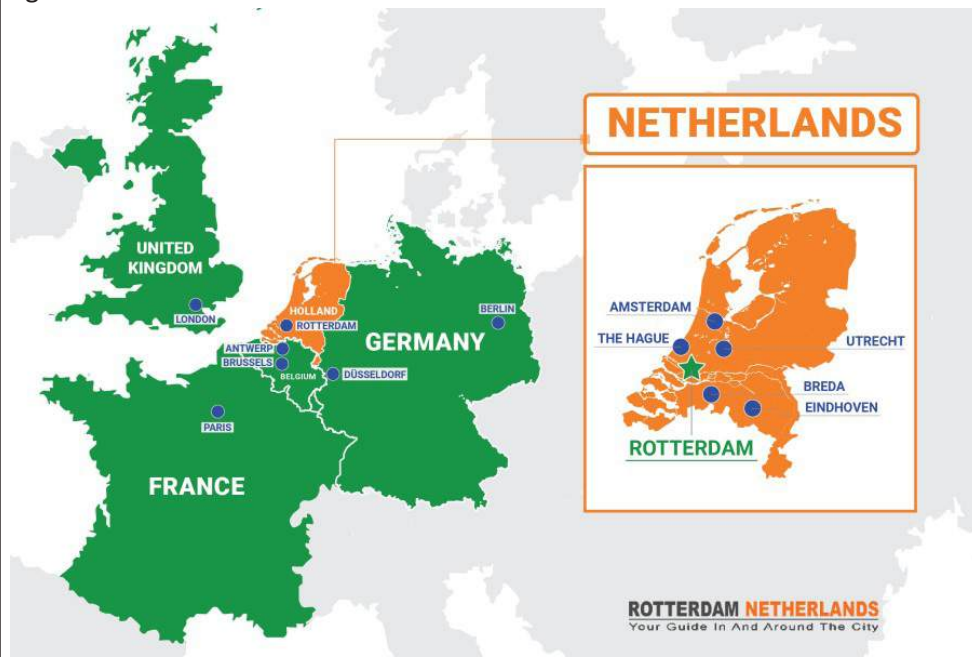 UNITED
KINGDOM
LONDON
HOLLAND
ROTTERDAM
ANTWERP
BRUSSELS
BELGIUM
DÜSSELDORF
GERMANY
BERLIN
PARIS
FRANCE
NETHERLANDS
AMSTERDAM
THE HAGUE
UTRECHT
BREDA
EINDHOVEN
ROTTERDAM
ROTTERDAM NETHERLANDS
Your Guide In And Around The City